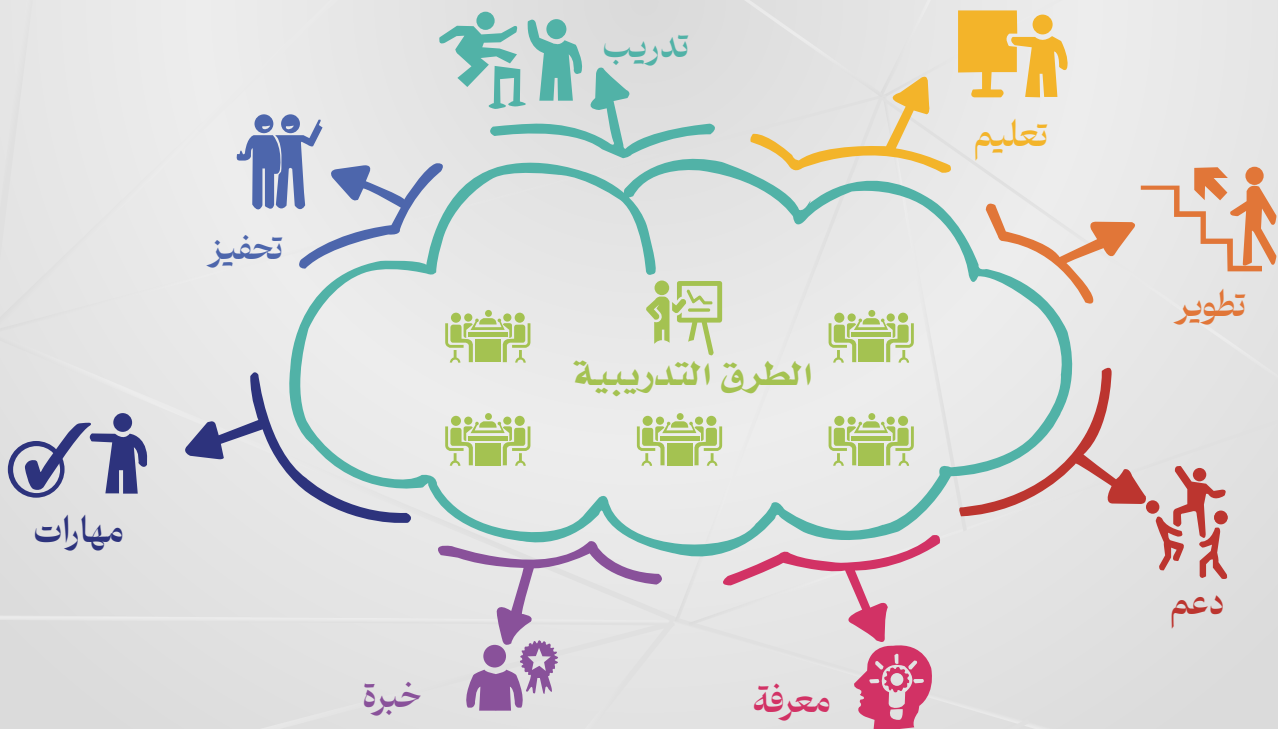 تدريب
تعليم
تحفيز
تطوير
الطرق التدريبية
مهارات
دعم
خبرة
معرفة